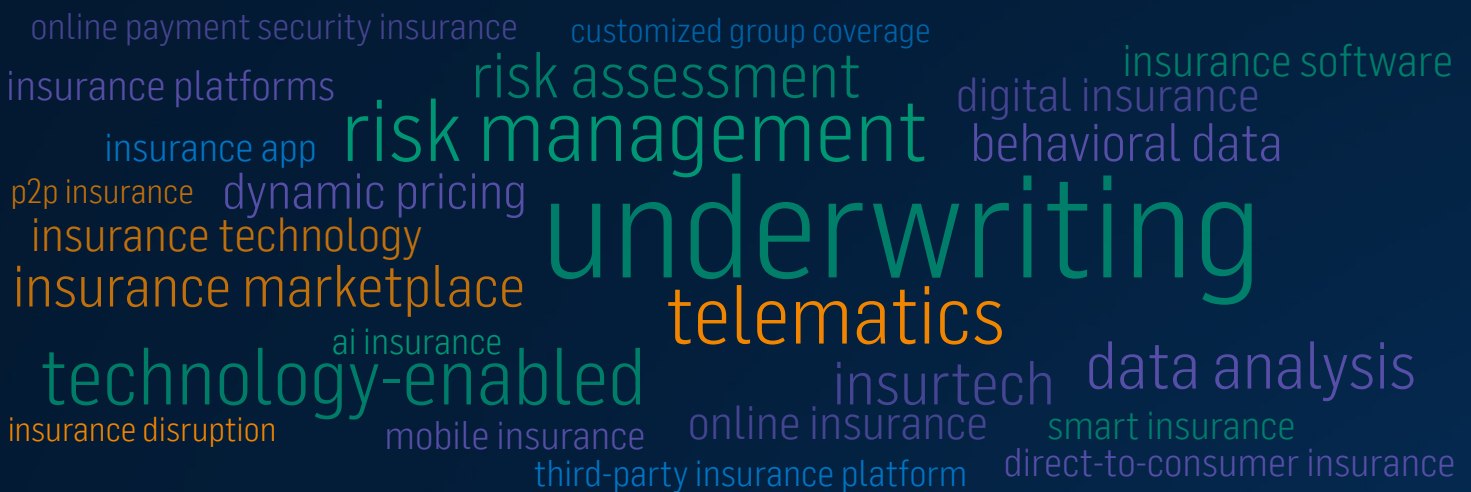 online payment security insurance
customized group coverage
insurance software
insurance platforms
risk assessment
digital insurance
risk management
behavioral data
insurance app
p2p insurance
dynamic pricing
underwriting
insurance technology
insurance marketplace
telematics
ai insurance
technology-enabled
insurtech
data analysis
insurance disruption
mobile insurance
online insurance
smart insurance
third-party insurance platform
direct-to-consumer insurance